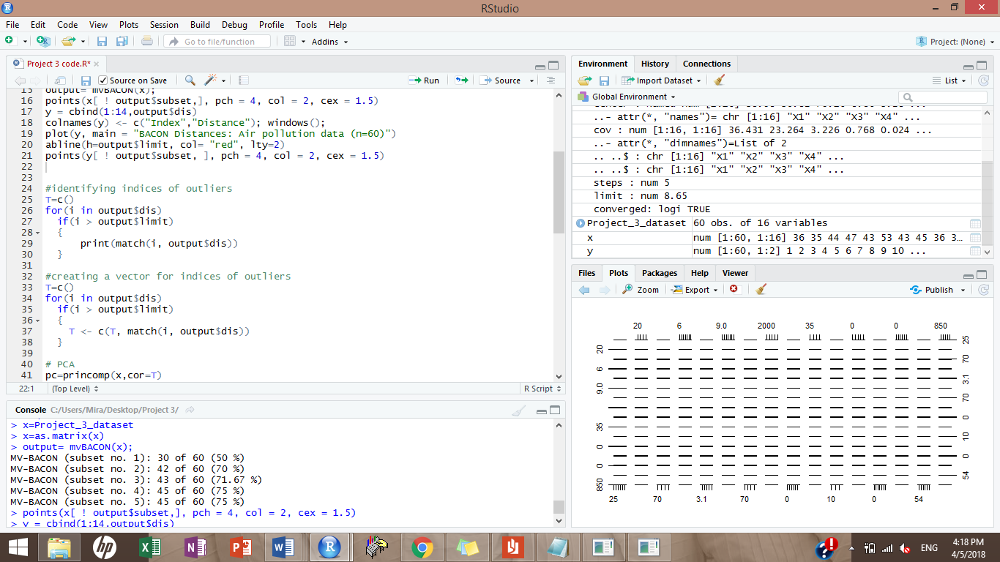 RStudio
File Edit Code View Plots Session Build Debug Profile Tools Help
Go to file/function Addins Project: (None)
Project 3 code.R*
Source on Save Run Source
15 output= mvBACON(x);
16 points(x[ ! output$subset,], pch = 4, col = 2, cex = 1.5)
17 y = cbind(1:14,output$dis)
18 colnames(y) <- c("Index","Distance"); windows();
19 plot(y, main = "BACON Distances: Air pollution data (n=60)")
20 abline(h=output$limit, col= "red", lty=2)
21 points(y[ ! output$subset, ], pch = 4, col = 2, cex = 1.5)
22
23
24 #identifying indices of outliers
25 T=c()
26 for(i in output$dis)
27 if(i > output$limit)
28 {
29 print(match(i, output$dis))
30 }
31
32 #creating a vector for indices of outliers
33 T=c()
34 for(i in output$dis)
35 if(i > output$limit)
36 {
37 T <- c(T, match(i, output$dis))
38 }
39
40 # PCA
41 pc=princomp(x,cor=T)
22:1 (Top Level) R Script
Console C:/Users/Mira/Desktop/Project 3/
> x=Project_3_dataset
> x=as.matrix(x)
> output= mvBACON(x);
MV-BACON (subset no. 1): 30 of 60 (50 %)
MV-BACON (subset no. 2): 42 of 60 (70 %)
MV-BACON (subset no. 3): 43 of 60 (71.67 %)
MV-BACON (subset no. 4): 45 of 60 (75 %)
MV-BACON (subset no. 5): 45 of 60 (75 %)
> points(x[ ! output$subset,], pch = 4, col = 2, cex = 1.5)
> y = cbind(1:14,output$dis)
Environment History Connections
Import Dataset List
Global Environment
..- attr(*, "names")= chr [1:16] "X1" "X2" "X3" "X4" ...
cov : num [1:16, 1:16] 36.431 23.264 3.226 0.768 0.024 ...
..- attr(*, "dimnames")=List of 2
.. ..$ : chr [1:16] "X1" "X2" "X3" "X4" ...
.. ..$ : chr [1:16] "X1" "X2" "X3" "X4" ...
steps : num 5
limit : num 8.65
converged: logi TRUE
Project_3_dataset 60 obs. of 16 variables
x num [1:60, 1:16] 36 35 44 47 43 53 43 45 36 3…
y num [1:60, 1:2] 1 2 3 4 5 6 7 8 9 10 ...
Files Plots Packages Help Viewer
Zoom Export Publish
20 6 9.0 2000 35 0 0 850
20 6 9.0 35 0 0 850
25 70 3.1 70 0 10 0 54
25 70 3.1 70 0 10 0 54
ENG
4:18 PM
4/5/2018